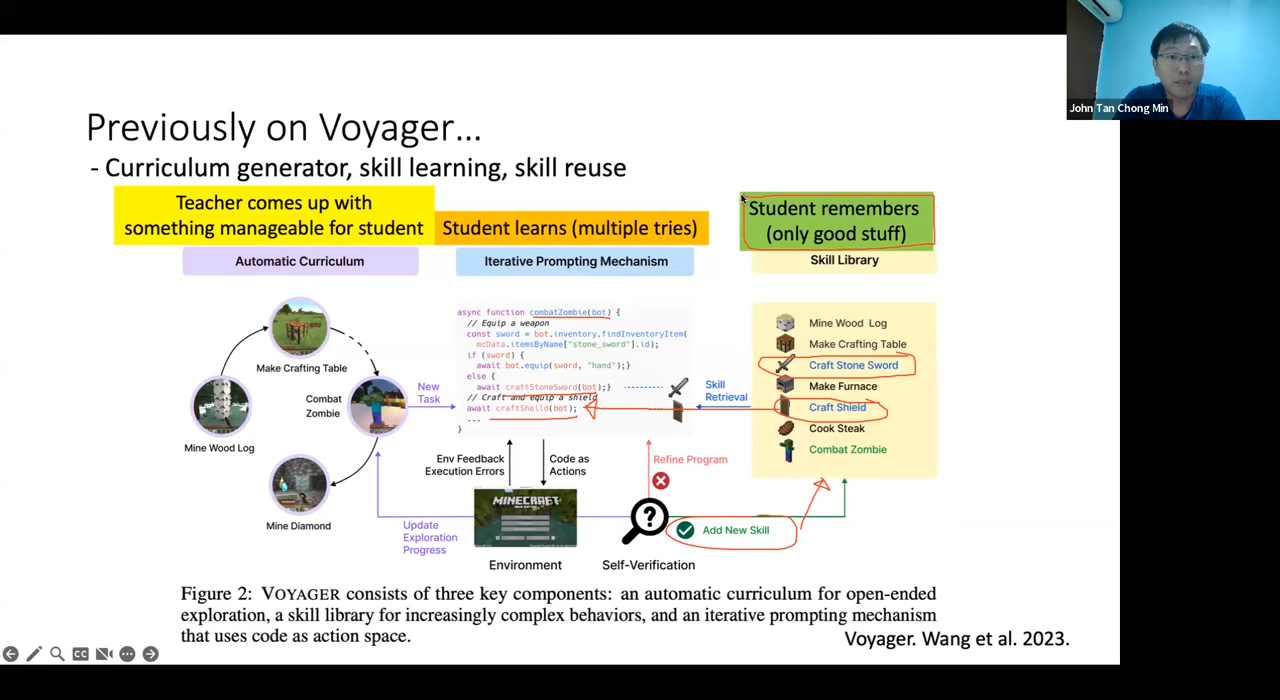 John Tan Chong Min
Previously on Voyager…
- Curriculum generator, skill learning, skill reuse
Teacher comes up with
something manageable for student
Student learns (multiple tries)
Student remembers
(only good stuff)
Automatic Curriculum
Iterative Prompting Mechanism
Skill Library
Make Crafting Table
Combat
Zombie
Mine Wood Log
Mine Diamond
New
Task
async function combatZombie(bot) {
// Equip a weapon
const sword = bot.inventory.findInventoryItem(
mcData.itemsByName["stone_sword"].id);
if (sword) {
await bot.equip(sword, "hand");}
else {
await craftStoneSword(bot);}
// Craft and equip a shield
await craftSheild(bot);
...
}
Skill
Retrieval
Mine Wood Log
Make Crafting Table
Craft Stone Sword
Make Furnace
Craft Shield
Cook Steak
Combat Zombie
Env Feedback
Execution Errors
Code as
Actions
Refine Program
Update
Exploration
Progress
MINECRAFT
Environment
?
Self-Verification
Add New Skill
Figure 2: VOYAGER consists of three key components: an automatic curriculum for open-ended
exploration, a skill library for increasingly complex behaviors, and an iterative prompting mechanism
that uses code as action space.
Voyager. Wang et al. 2023.
CC